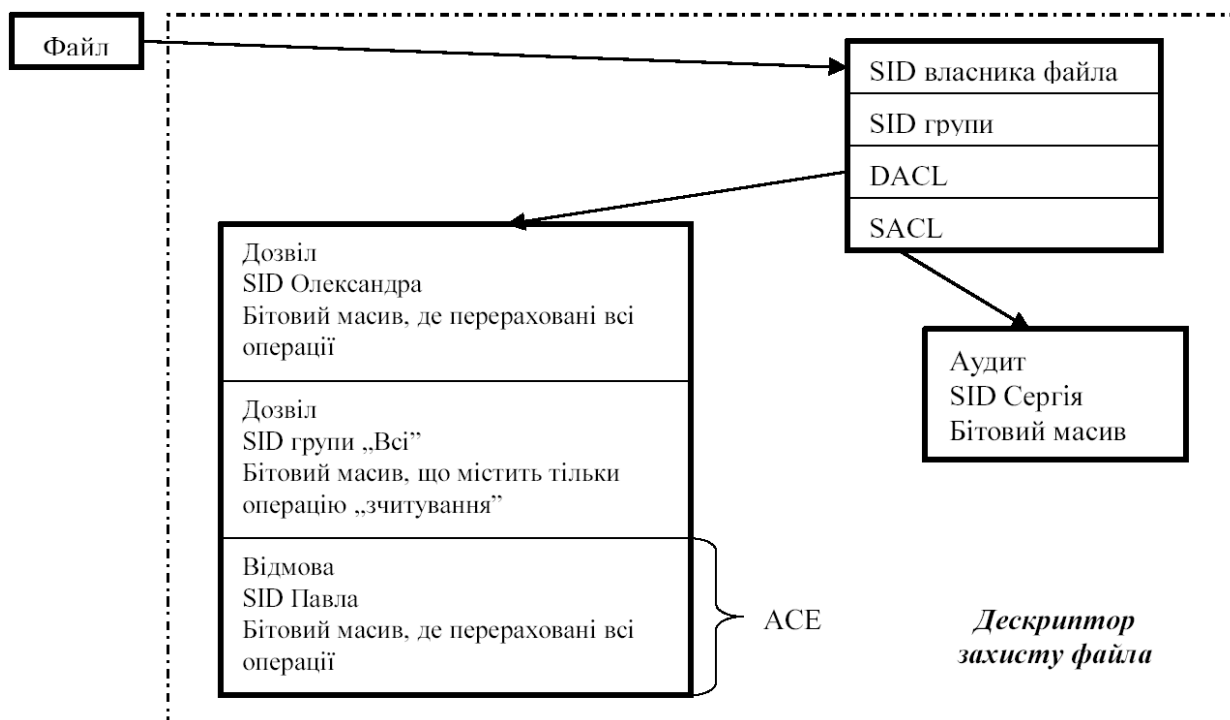 Файл
SID власника файла
SID групи
DACL
SACL
Дозвіл
SID Олександра
Бітовий масив, де перераховані всі
операції
Дозвіл
SID групи „Всі”
Бітовий масив, що містить тільки
операцію „зчитування”
Відмова
SID Павла
Бітовий масив, де перераховані всі
операції
ACE
Аудит
SID Сергія
Бітовий масив
Дескриптор
захисту файла